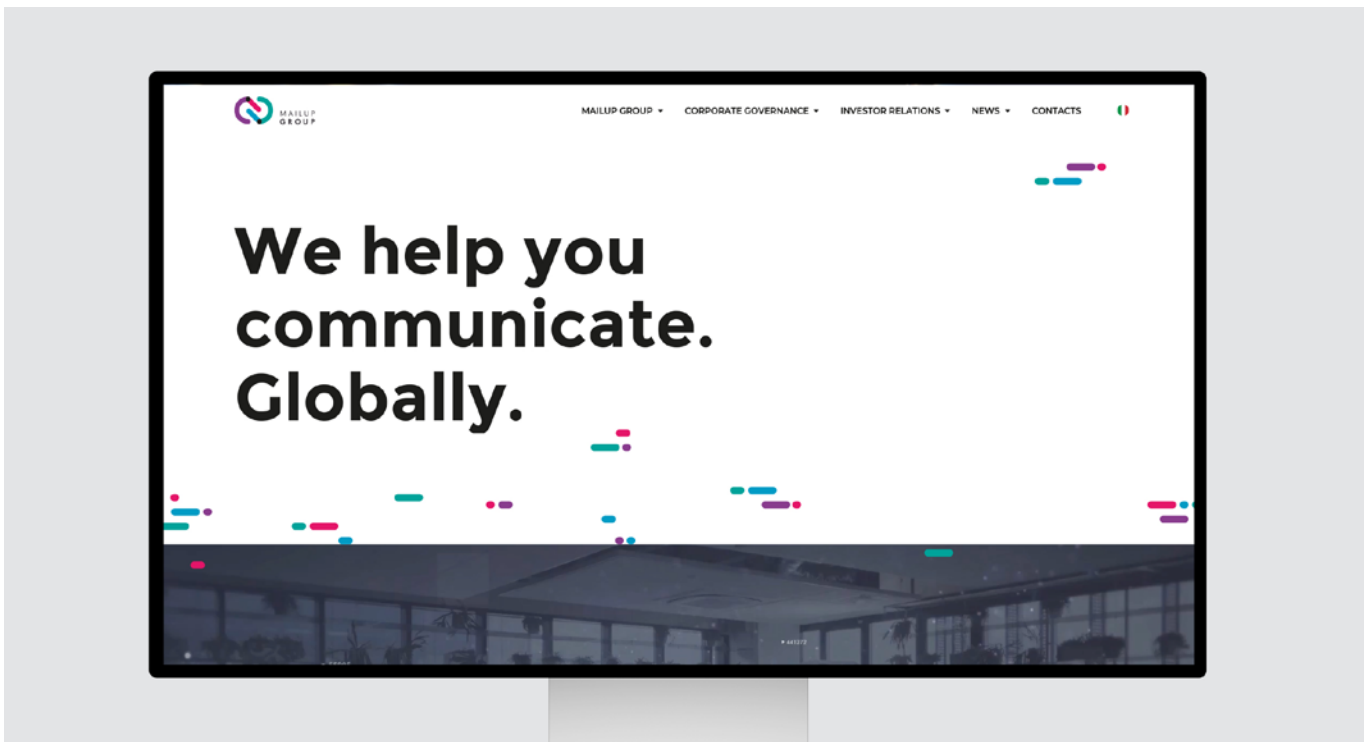 MAILUP
GROUP
MAILUP GROUP
CORPORATE GOVERNANCE
INVESTOR RELATIONS
NEWS
CONTACTS
We help you
communicate.
Globally.